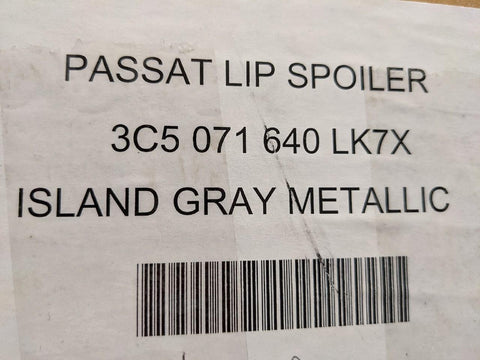 PASSAT LIP SPOILER
3C5 071 640 LK7X
ISLAND GRAY METALLIC